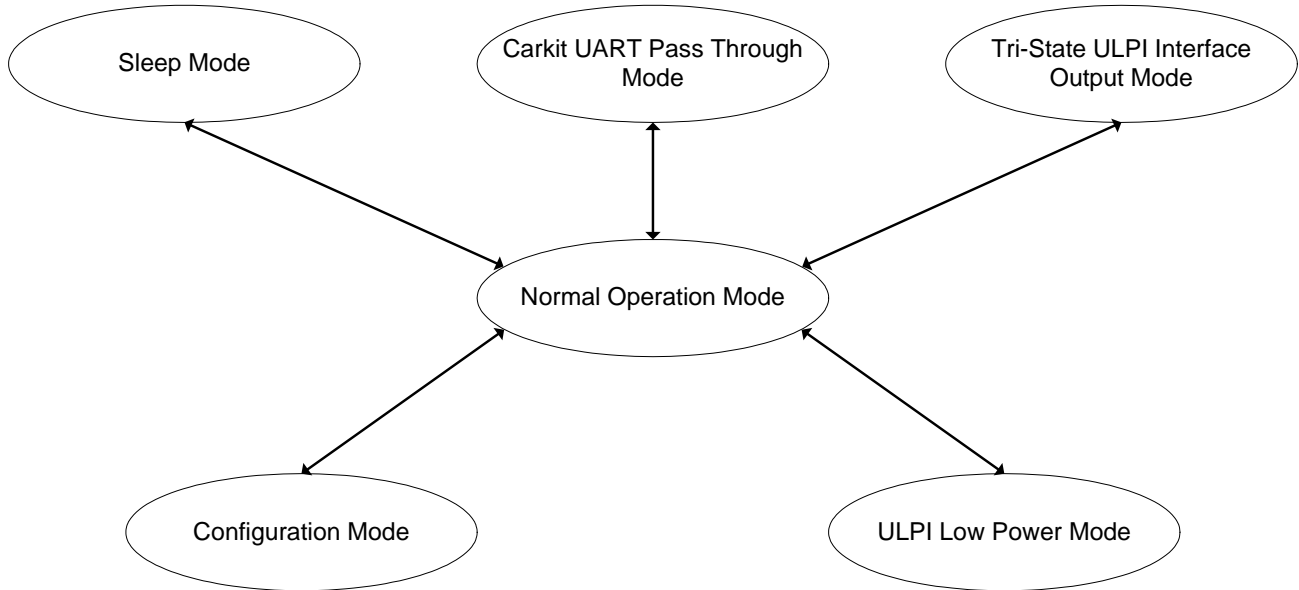 Sleep Mode
Carkit UART Pass Through
Mode
Tri-State ULPI Interface
Output Mode
Normal Operation Mode
Configuration Mode
ULPI Low Power Mode